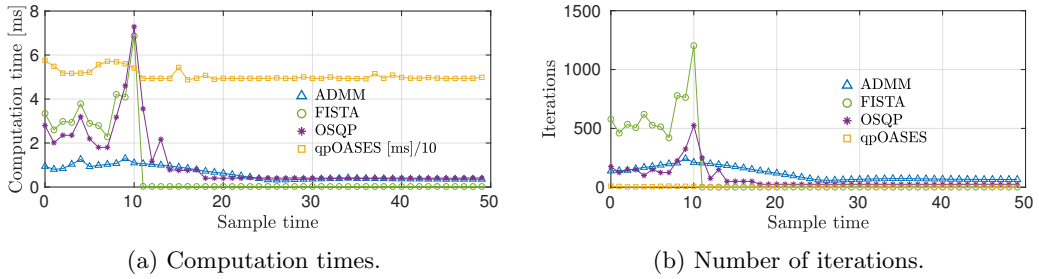 Computation time [ms]
8
6
4
2
0
0
10
20
30
40
50
Sample time
ADMM
FISTA
OSQP
qpOASES [ms]/10
(a) Computation times.
Iterations
1500
1000
500
0
0
10
20
30
40
50
Sample time
ADMM
FISTA
OSQP
qpOASES
(b) Number of iterations.